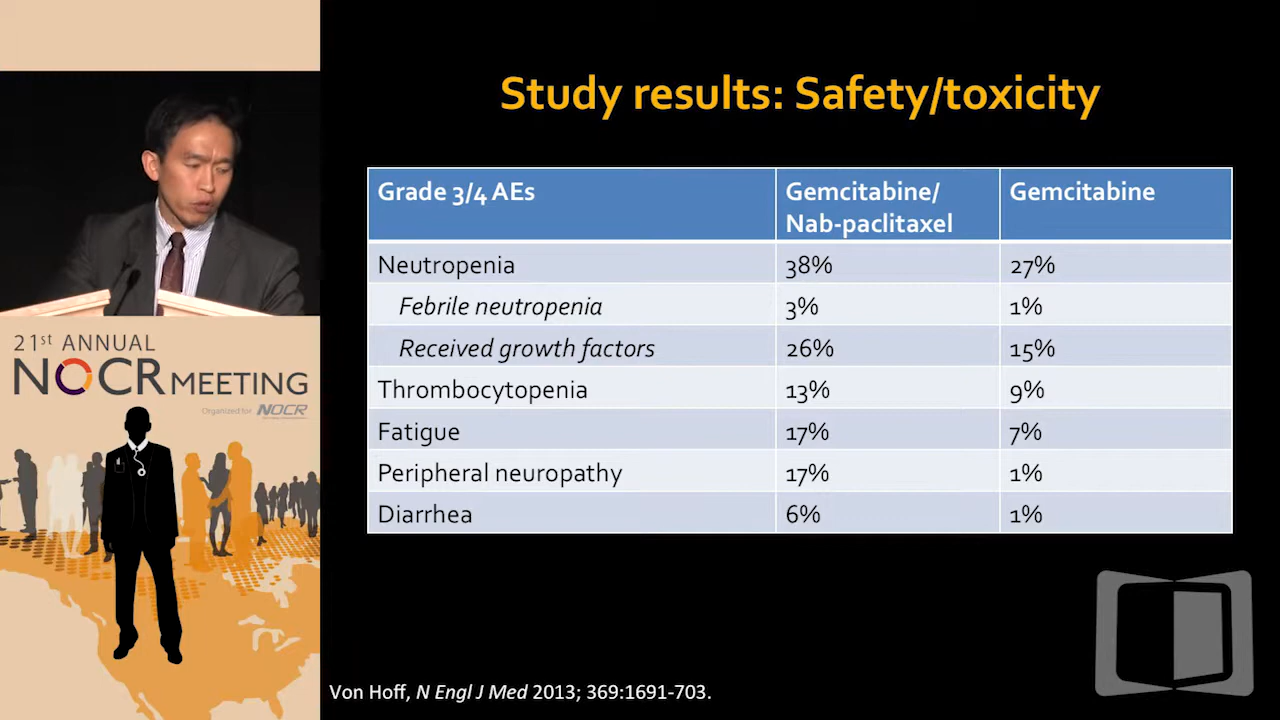 Study results: Safety/toxicity
Grade 3/4 AEs Gemcitabine/ Nab-paclitaxel Gemcitabine
Neutropenia 38% 27%
Febrile neutropenia 3% 1%
Received growth factors 26% 15%
Thrombocytopenia 13% 9%
Fatigue 17% 7%
Peripheral neuropathy 17% 1%
Diarrhea 6% 1%
Von Hoff, N Engl J Med 2013; 369:1691-703.
21st ANNUAL
NOCR MEETING
Organized for NOCR